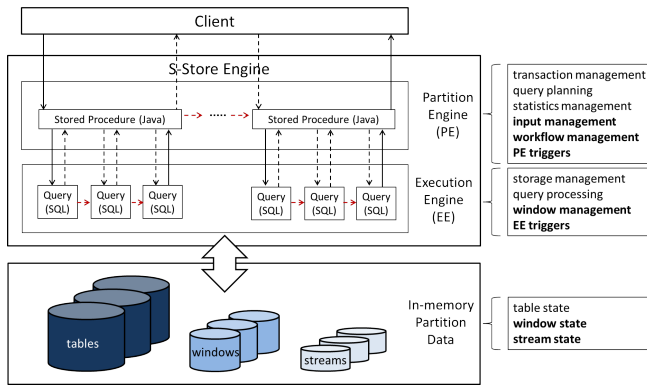 Client
S-Store Engine
Stored Procedure (Java)
.....
Stored Procedure (Java)
Partition
Engine
(PE)
Query
(SQL)
Query
(SQL)
Query
(SQL)
Query
(SQL)
Query
(SQL)
Query
(SQL)
Execution
Engine
(EE)
tables
windows
streams
In-memory
Partition
Data
transaction management
query planning
statistics management
input management
workflow management
PE triggers
storage management
query processing
window management
EE triggers
table state
window state
stream state